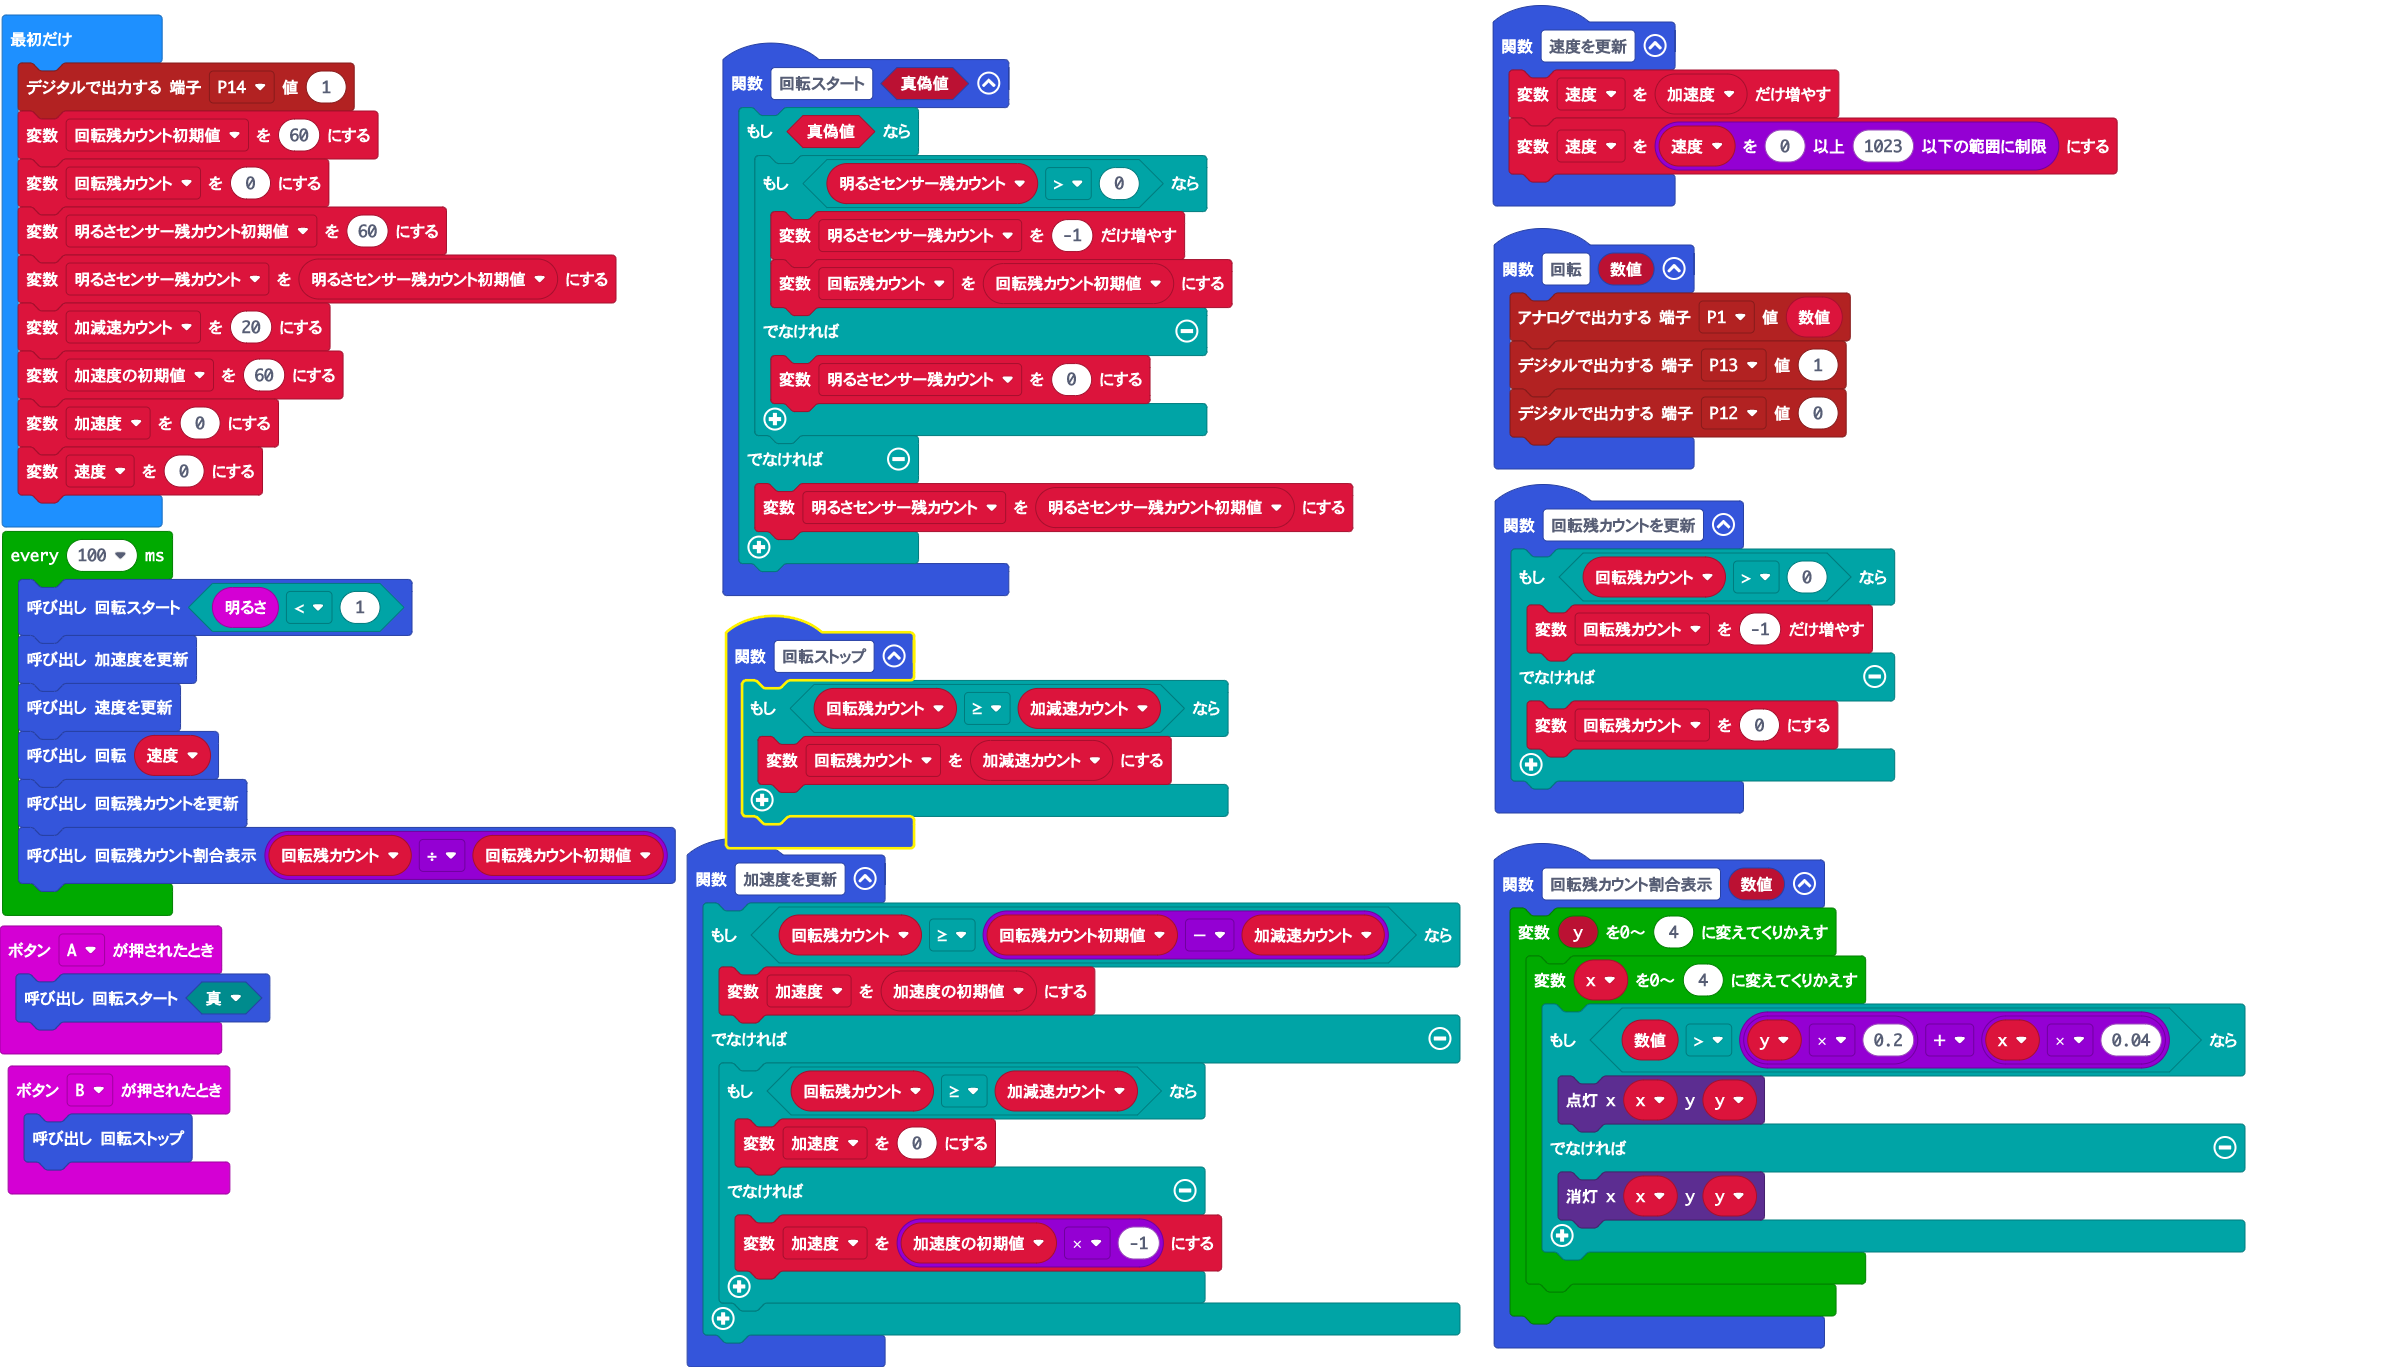 最初だけ
デジタルで出力する 端子 P14 値 1
変数 回転残カウント初期値 を 60 にする
変数 回転残カウント を 0 にする
変数 明るさセンサー残カウント初期値 を 60 にする
変数 明るさセンサー残カウント を 明るさセンサー残カウント初期値 にする
変数 加減速カウント を 20 にする
変数 加速度の初期値 を 60 にする
変数 加速度 を 0 にする
変数 速度 を 0 にする
every 100 ms
呼び出し 回転スタート 明るさ < 1
呼び出し 加速度を更新
呼び出し 速度を更新
呼び出し 回転 速度
呼び出し 回転残カウントを更新
呼び出し 回転残カウント割合表示 回転残カウント ÷ 回転残カウント初期値
ボタン A が押されたとき
呼び出し 回転スタート 真
ボタン B が押されたとき
呼び出し 回転ストップ
関数 回転スタート 真偽値
もし 真偽値 なら
もし 明るさセンサー残カウント > 0 なら
変数 明るさセンサー残カウント を -1 だけ増やす
変数 回転残カウント を 回転残カウント初期値 にする
でなければ
変数 明るさセンサー残カウント を 0 にする
でなければ
変数 明るさセンサー残カウント を 明るさセンサー残カウント初期値 にする
関数 回転ストップ
もし 回転残カウント ≥ 加減速カウント なら
変数 回転残カウント を 加減速カウント にする
関数 加速度を更新
もし 回転残カウント ≥ 回転残カウント初期値 - 加減速カウント なら
変数 加速度 を 加速度の初期値 にする
でなければ
もし 回転残カウント ≥ 加減速カウント なら
変数 加速度 を 0 にする
でなければ
変数 加速度 を 加速度の初期値 × -1 にする
関数 速度を更新
変数 速度 を 加速度 だけ増やす
変数 速度 を 速度 を 0 以上 1023 以下の範囲に制限 にする
関数 回転 数値
アナログで出力する 端子 P1 値 数値
デジタルで出力する 端子 P13 値 1
デジタルで出力する 端子 P12 値 0
関数 回転残カウントを更新
もし 回転残カウント > 0 なら
変数 回転残カウント を -1 だけ増やす
でなければ
変数 回転残カウント を 0 にする
関数 回転残カウント割合表示 数値
変数 y を0～ 4 に変えてくりかえす
変数 x を0～ 4 に変えてくりかえす
もし 数値 > y × 0.2 + x × 0.04 なら
点灯 x x y y
でなければ
消灯 x x y y